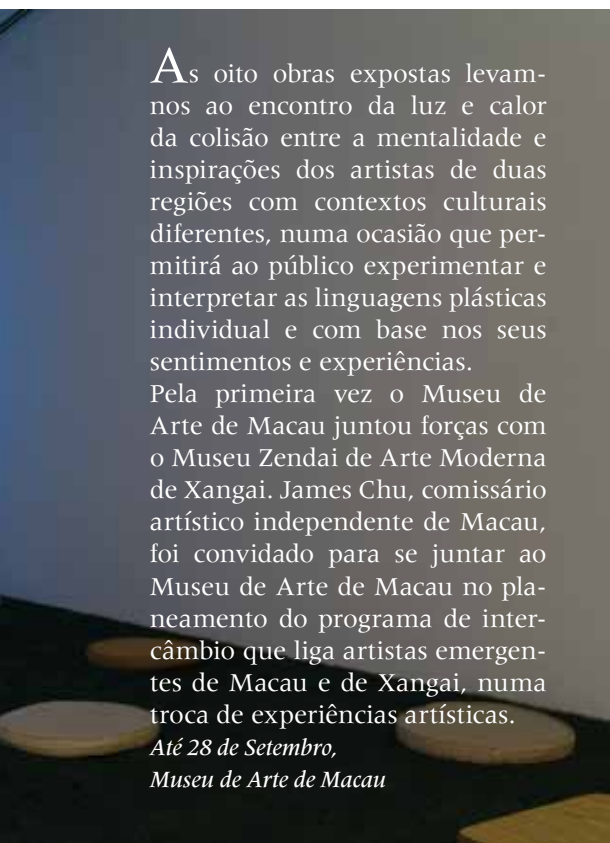 As oito obras expostas levam-
nos ao encontro da luz e calor
da colisão entre a mentalidade e
inspirações dos artistas de duas
regiões com contextos culturais
diferentes, numa ocasião que per-
mitirá ao público experimentar e
interpretar as linguagens plásticas
individual e com base nos seus
sentimentos e experiências.
Pela primeira vez o Museu de
Arte de Macau juntou forças com
o Museu Zendai de Arte Moderna
de Xangai. James Chu, comissário
artístico independente de Macau,
foi convidado para se juntar ao
Museu de Arte de Macau no pla-
neamento do programa de inter-
câmbio que liga artistas emergen-
tes de Macau e de Xangai, numa
troca de experiências artísticas.
Até 28 de Setembro,
Museu de Arte de Macau